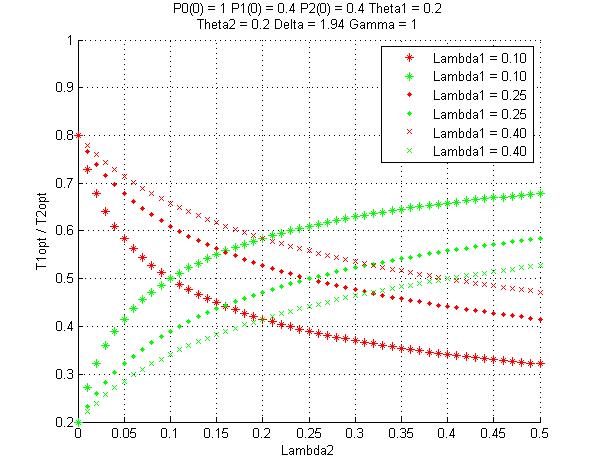 P0(0) = 1 P1(0) = 0.4 P2(0) = 0.4 Theta1 = 0.2
Theta2 = 0.2 Delta = 1.94 Gamma = 1
1
0.9
0.8
0.7
0.6
0.5
0.4
0.3
0.2
T1opt / T2opt
Lambda1 = 0.10
Lambda1 = 0.10
Lambda1 = 0.25
Lambda1 = 0.25
Lambda1 = 0.40
Lambda1 = 0.40
0 0.05 0.1 0.15 0.2 0.25 0.3 0.35 0.4 0.45 0.5
Lambda2